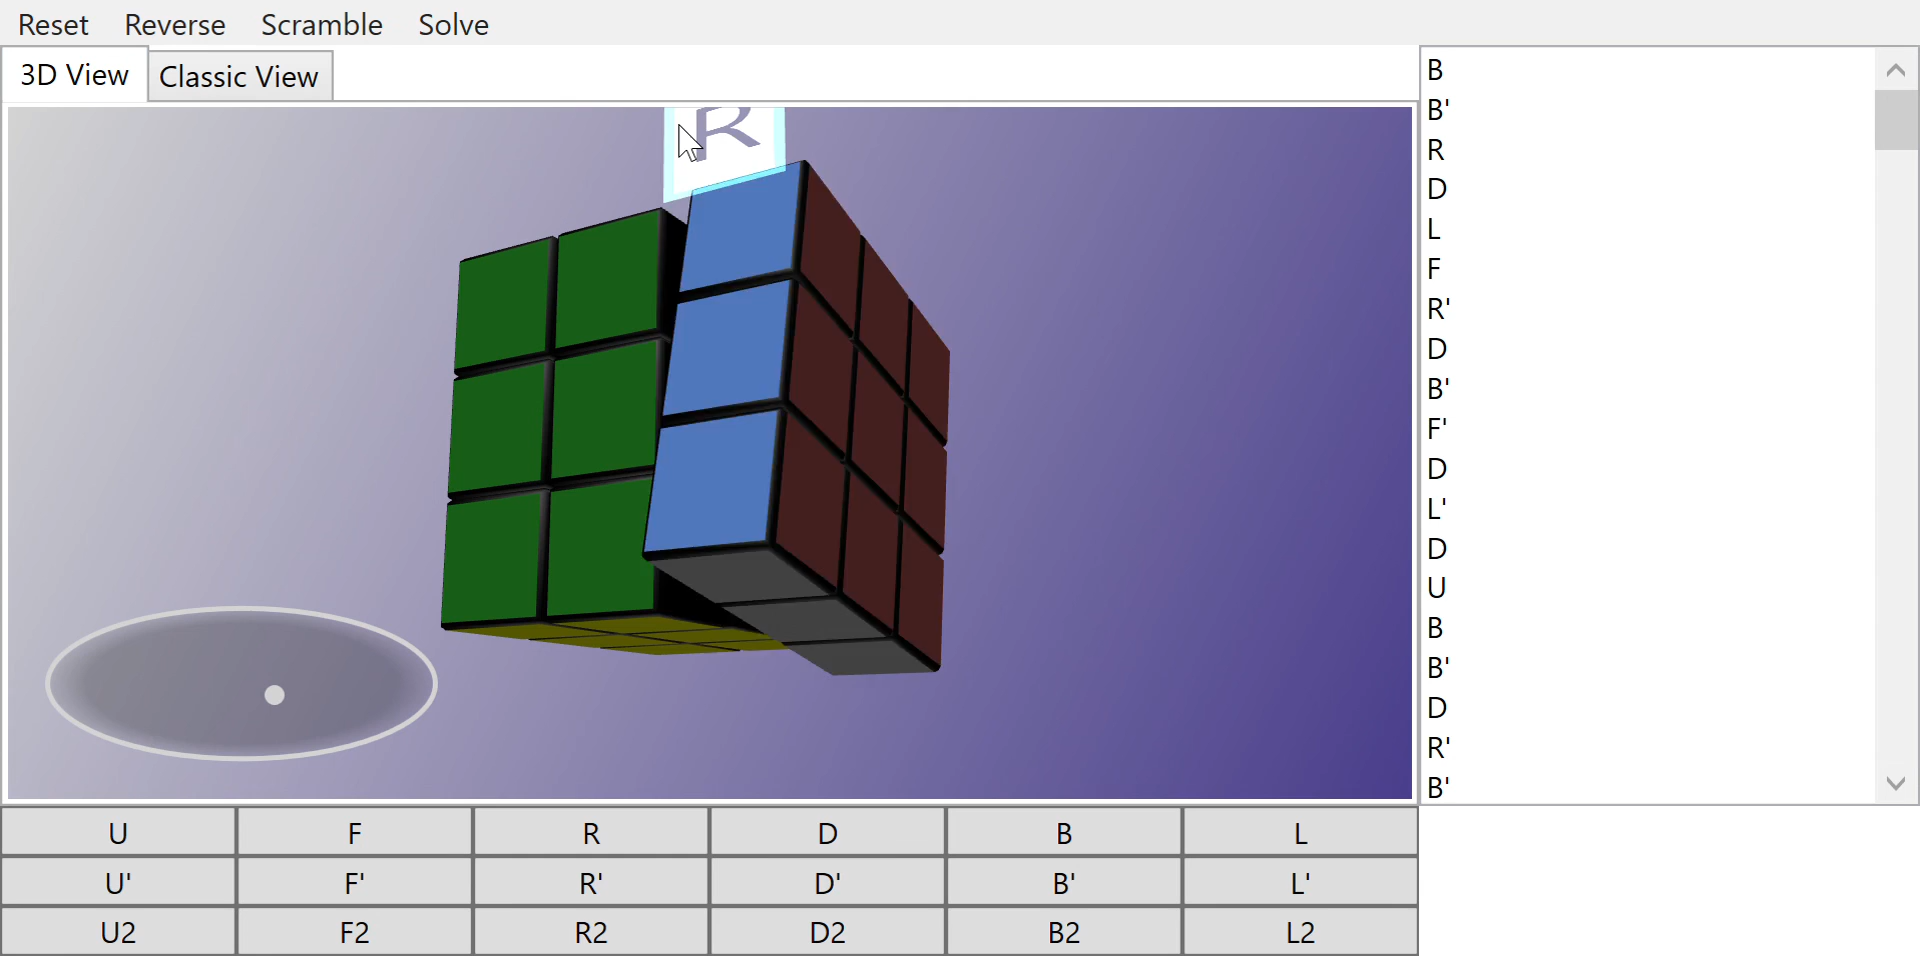 Reset Reverse Scramble Solve
3D View Classic View
R
B
B'
R
D
L
F
R'
D
B'
F'
D
L'
D
U
B
B'
D
R'
B'
U F R D B L
U' F' R' D' B' L'
U2 F2 R2 D2 B2 L2